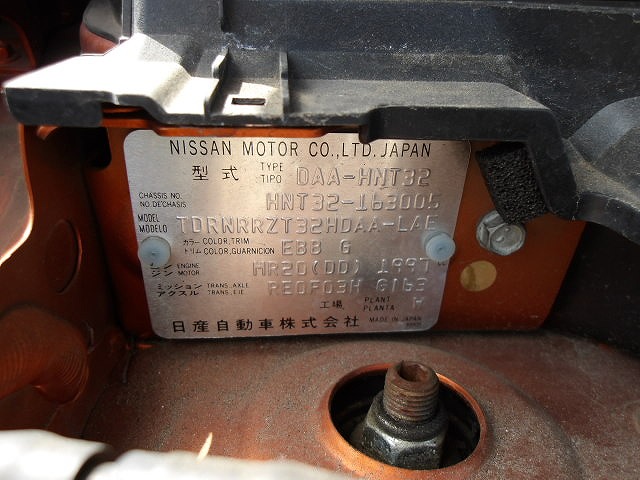 NISSAN MOTOR CO.,LTD.JAPAN
型式 TYPE TIPO DAA-HNT32
CHASSIS NO. NO.DE'CHASIS HNT32-163005
MODEL MODELO TDRNRRZT32HDAA-LAE
カラー COLOR,TRIM トリム COLOR,GUARNICION EBB G
ジン ENGINE ジン MOTOR HR20(DD) 1997
ミッション TRANS.AXLE アクスル TRANS.EJE RE0F03H G163
工場 PLANT PLANTA A
日産自動車株式会社 MADE IN JAPAN